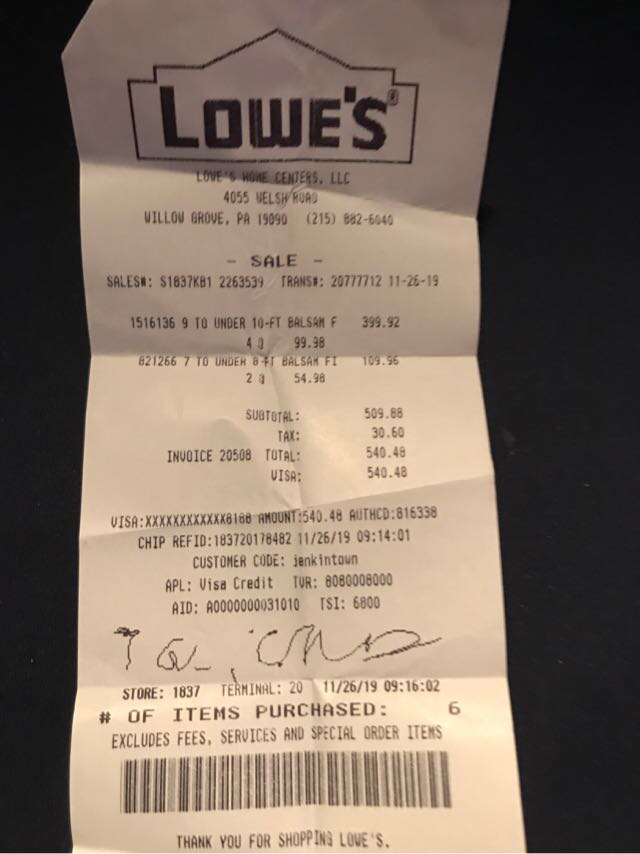 LOWE'S®
LOWE'S HOME CENTERS, LLC
4055 WELSH ROAD
WILLOW GROVE, PA 19090 (215) 882-6040
- SALE -
SALES#: S1837KB1 2263539 TRANS#: 20777712 11-26-19
1516136 9 TO UNDER 10-FT BALSAM F 399.92
4 @ 99.98
821266 7 TO UNDER 8-FT BALSAM FI 109.96
2 @ 54.98
SUBTOTAL: 509.88
TAX: 30.60
INVOICE 20508 TOTAL: 540.48
VISA: 540.48
VISA:XXXXXXXXXXXX8188 AMOUNT:540.48 AUTHCD:816338
CHIP REFID:183720178482 11/26/19 09:14:01
CUSTOMER CODE: jenkintown
APL: Visa Credit TVR: 8080008000
AID: A0000000031010 TSI: 6800
STORE: 1837 TERMINAL: 20 11/26/19 09:16:02
# OF ITEMS PURCHASED: 6
EXCLUDES FEES, SERVICES AND SPECIAL ORDER ITEMS
THANK YOU FOR SHOPPING LOWE'S.